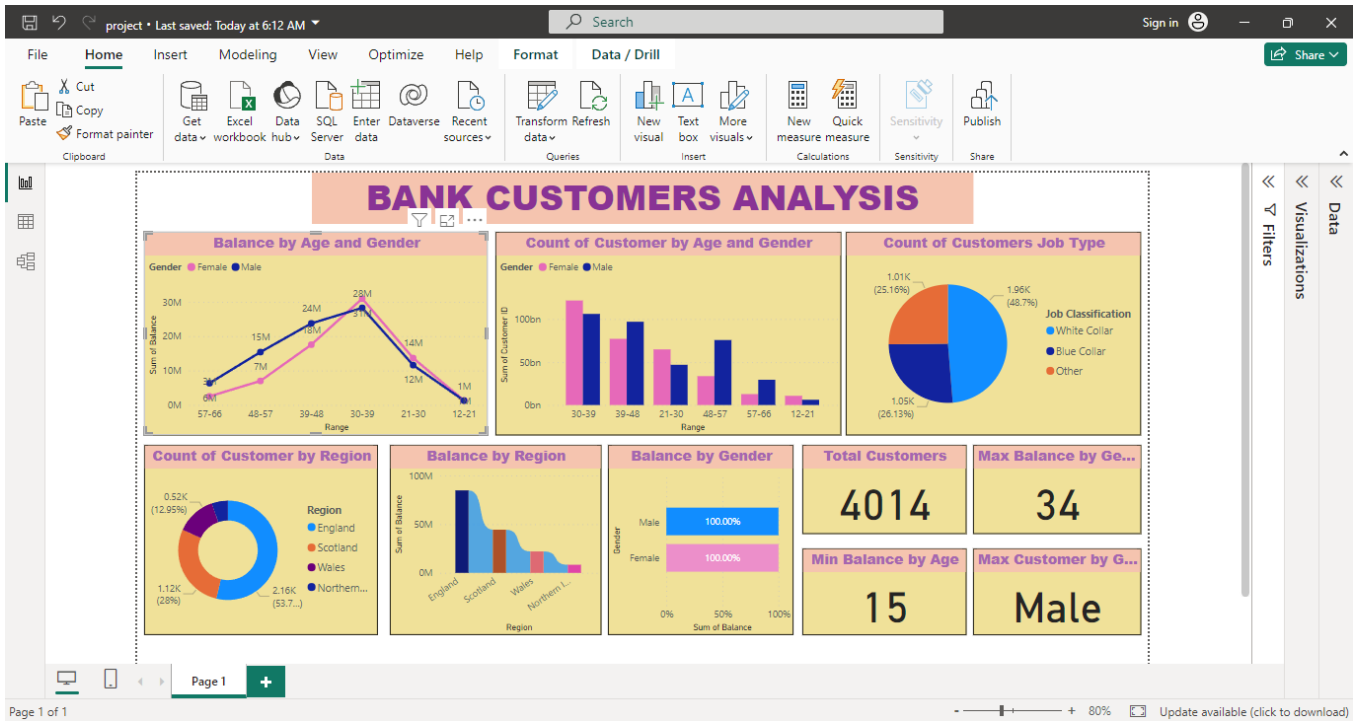 project • Last saved: Today at 6:12 AM
Search
Sign in
File Home Insert Modeling View Optimize Help Format Data / Drill
Share
Paste
Cut
Copy
Format painter
Clipboard
Get data
Excel workbook
Data hub
SQL Server
Enter data
Dataverse
Recent sources
Data
Transform data
Refresh
Queries
New visual
Text box
More visuals
Insert
New measure
Quick measure
Calculations
Sensitivity
Sensitivity
Publish
Share
BANK CUSTOMERS ANALYSIS
Balance by Age and Gender
Gender Female Male
Sum of Balance
30M
20M
10M
0M
15M
7M
24M
18M
28M
31M
14M
12M
1M
57-66 48-57 39-48 30-39 21-30 12-21
Range
Count of Customer by Age and Gender
Gender Female Male
Sum of Customer ID
100bn
50bn
0bn
30-39 39-48 21-30 48-57 57-66 12-21
Range
Count of Customers Job Type
1.01K
(25.16%)
1.96K
(48.7%)
1.05K
(26.13%)
Job Classification
White Collar
Blue Collar
Other
Count of Customer by Region
0.52K
(12.95%)
1.12K
(28%)
2.16K
(53.7...)
Region
England
Scotland
Wales
Northern...
Balance by Region
Sum of Balance
100M
50M
0M
England
Scotland
Wales
Northern I...
Region
Balance by Gender
Gender
Male 100.00%
Female 100.00%
0% 50% 100%
Sum of Balance
Total Customers
4014
Max Balance by Ge...
34
Min Balance by Age
15
Max Customer by G...
Male
Filters
Visualizations
Data
Page 1
Page 1 of 1
80%
Update available (click to download)